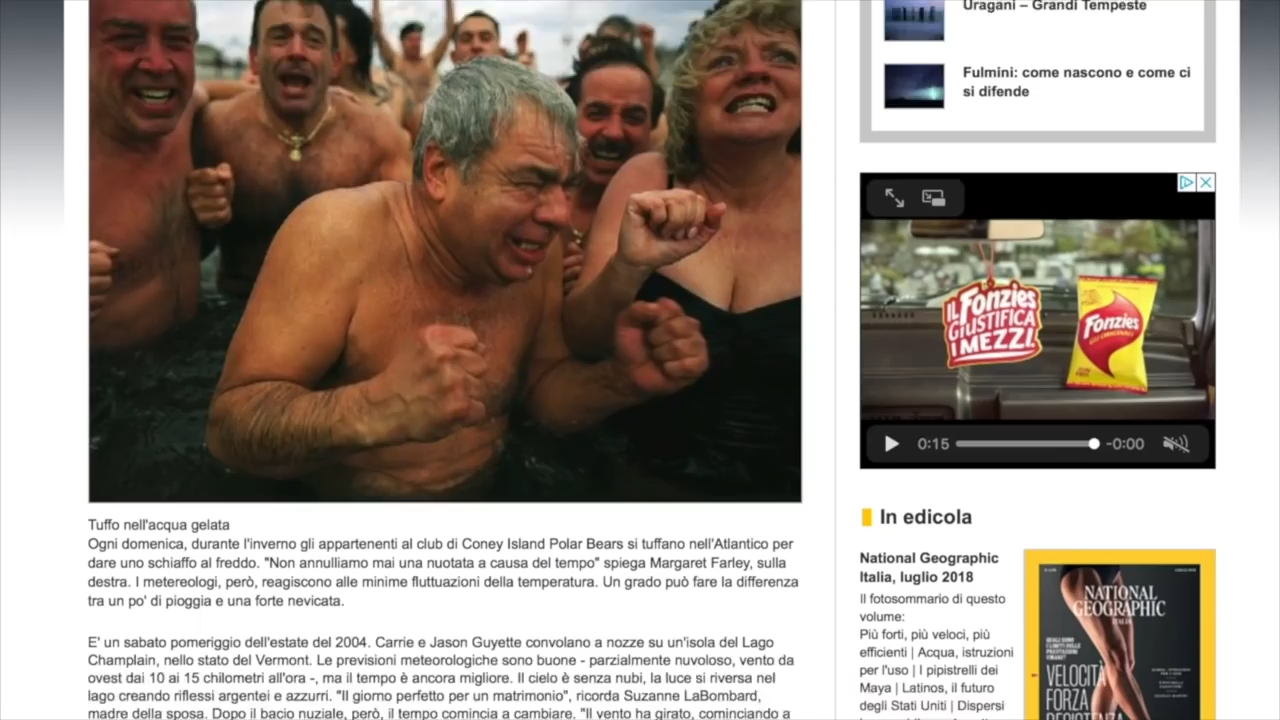 Uragani – Grandi Tempeste
Fulmini: come nascono e come ci
si difende
IL Fonzies
GIUSTIFICA
I MEZZI.
Fonzies
0:15
-0:00
Tuffo nell'acqua gelata
Ogni domenica, durante l'inverno gli appartenenti al club di Coney Island Polar Bears si tuffano nell'Atlantico per
dare uno schiaffo al freddo. "Non annulliamo mai una nuotata a causa del tempo" spiega Margaret Farley, sulla
destra. I metereologi, però, reagiscono alle minime fluttuazioni della temperatura. Un grado può fare la differenza
tra un po' di pioggia e una forte nevicata.
E' un sabato pomeriggio dell'estate del 2004. Carrie e Jason Guyette convolano a nozze su un'isola del Lago
Champlain, nello stato del Vermont. Le previsioni meteorologiche sono buone - parzialmente nuvoloso, vento da
ovest dai 10 ai 15 chilometri all'ora -, ma il tempo è ancora migliore. Il cielo è senza nubi, la luce si riversa nel
lago creando riflessi argentei e azzurri. "Il giorno perfetto per un matrimonio", ricorda Suzanne LaBombard,
madre della sposa. Dopo il bacio nuziale, però, il tempo comincia a cambiare. "Il vento ha girato, cominciando a
In edicola
National Geographic
Italia, luglio 2018
Il fotosommario di questo
volume:
Più forti, più veloci, più
efficienti | Acqua, istruzioni
per l'uso | I pipistrelli dei
Maya | Latinos, il futuro
degli Stati Uniti | Dispersi
NATIONAL
GEOGRAPHIC
ITALIA
VELOCITÀ
FORZA
RESISTENZA